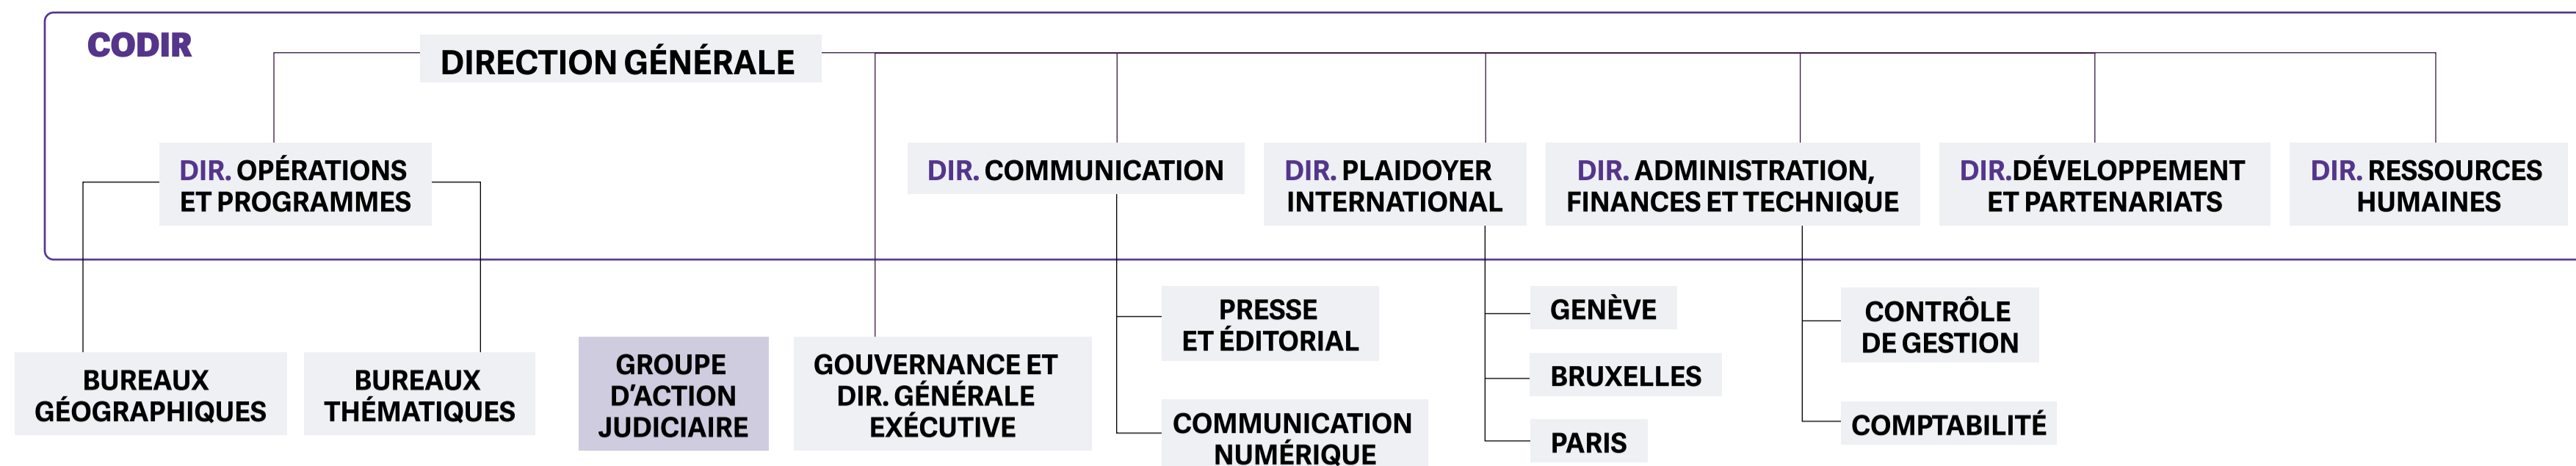 CODIR
DIRECTION GÉNÉRALE
DIR. OPÉRATIONS
ET PROGRAMMES
DIR. COMMUNICATION
DIR. PLAIDOYER
INTERNATIONAL
DIR. ADMINISTRATION,
FINANCES ET TECHNIQUE
DIR.DÉVELOPPEMENT
ET PARTENARIATS
DIR. RESSOURCES
HUMAINES
BUREAUX
GÉOGRAPHIQUES
BUREAUX
THÉMATIQUES
GROUPE
D’ACTION
JUDICIAIRE
GOUVERNANCE ET
DIR. GÉNÉRALE
EXÉCUTIVE
PRESSE
ET ÉDITORIAL
COMMUNICATION
NUMÉRIQUE
GENÈVE
BRUXELLES
PARIS
CONTRÔLE
DE GESTION
COMPTABILITÉ